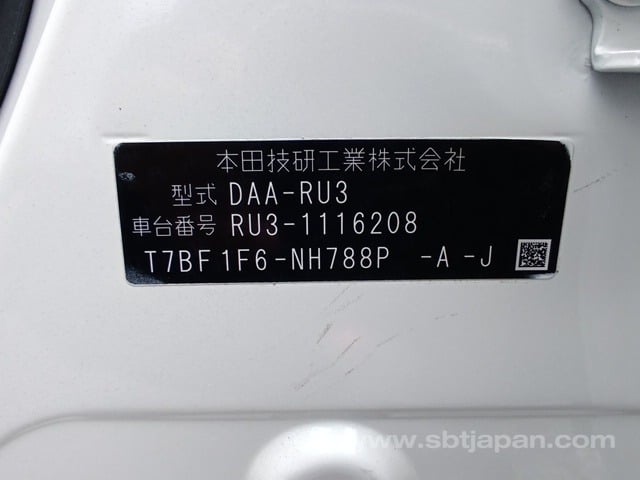 本田技研工業株式会社
型式 DAA-RU3
車台番号 RU3-1116208
T7BF1F6-NH788P -A -J
www.sbtjapan.com